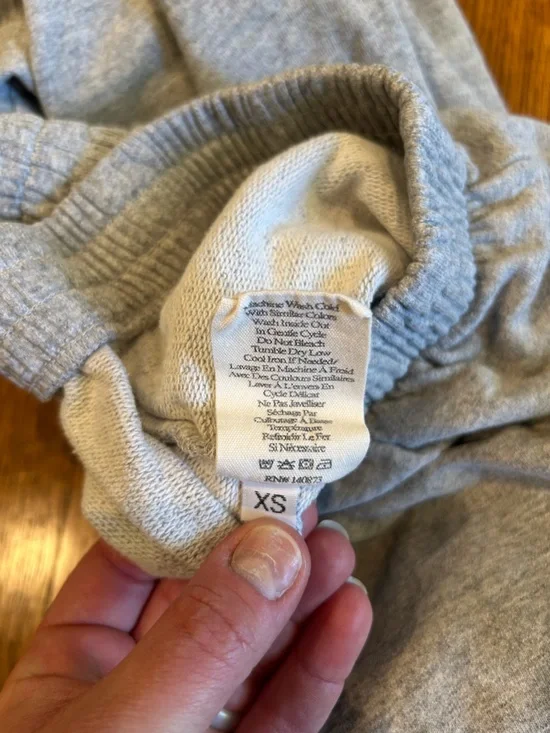 Machine Wash Cold
With Similar Colors
Wash Inside Out
In Gentle Cycle
Do Not Bleach
Tumble Dry Low
Cool Iron If Needed/
Lavage En Machine À Froid
Avec Des Couleurs Similaires
Laver À L'envers En
Cycle Délicat
Ne Pas Javelliser
Séchage Par
Culbutage À Basse
Température
Refroidir Le Fer
Si Nécessaire
RN# 140873
XS